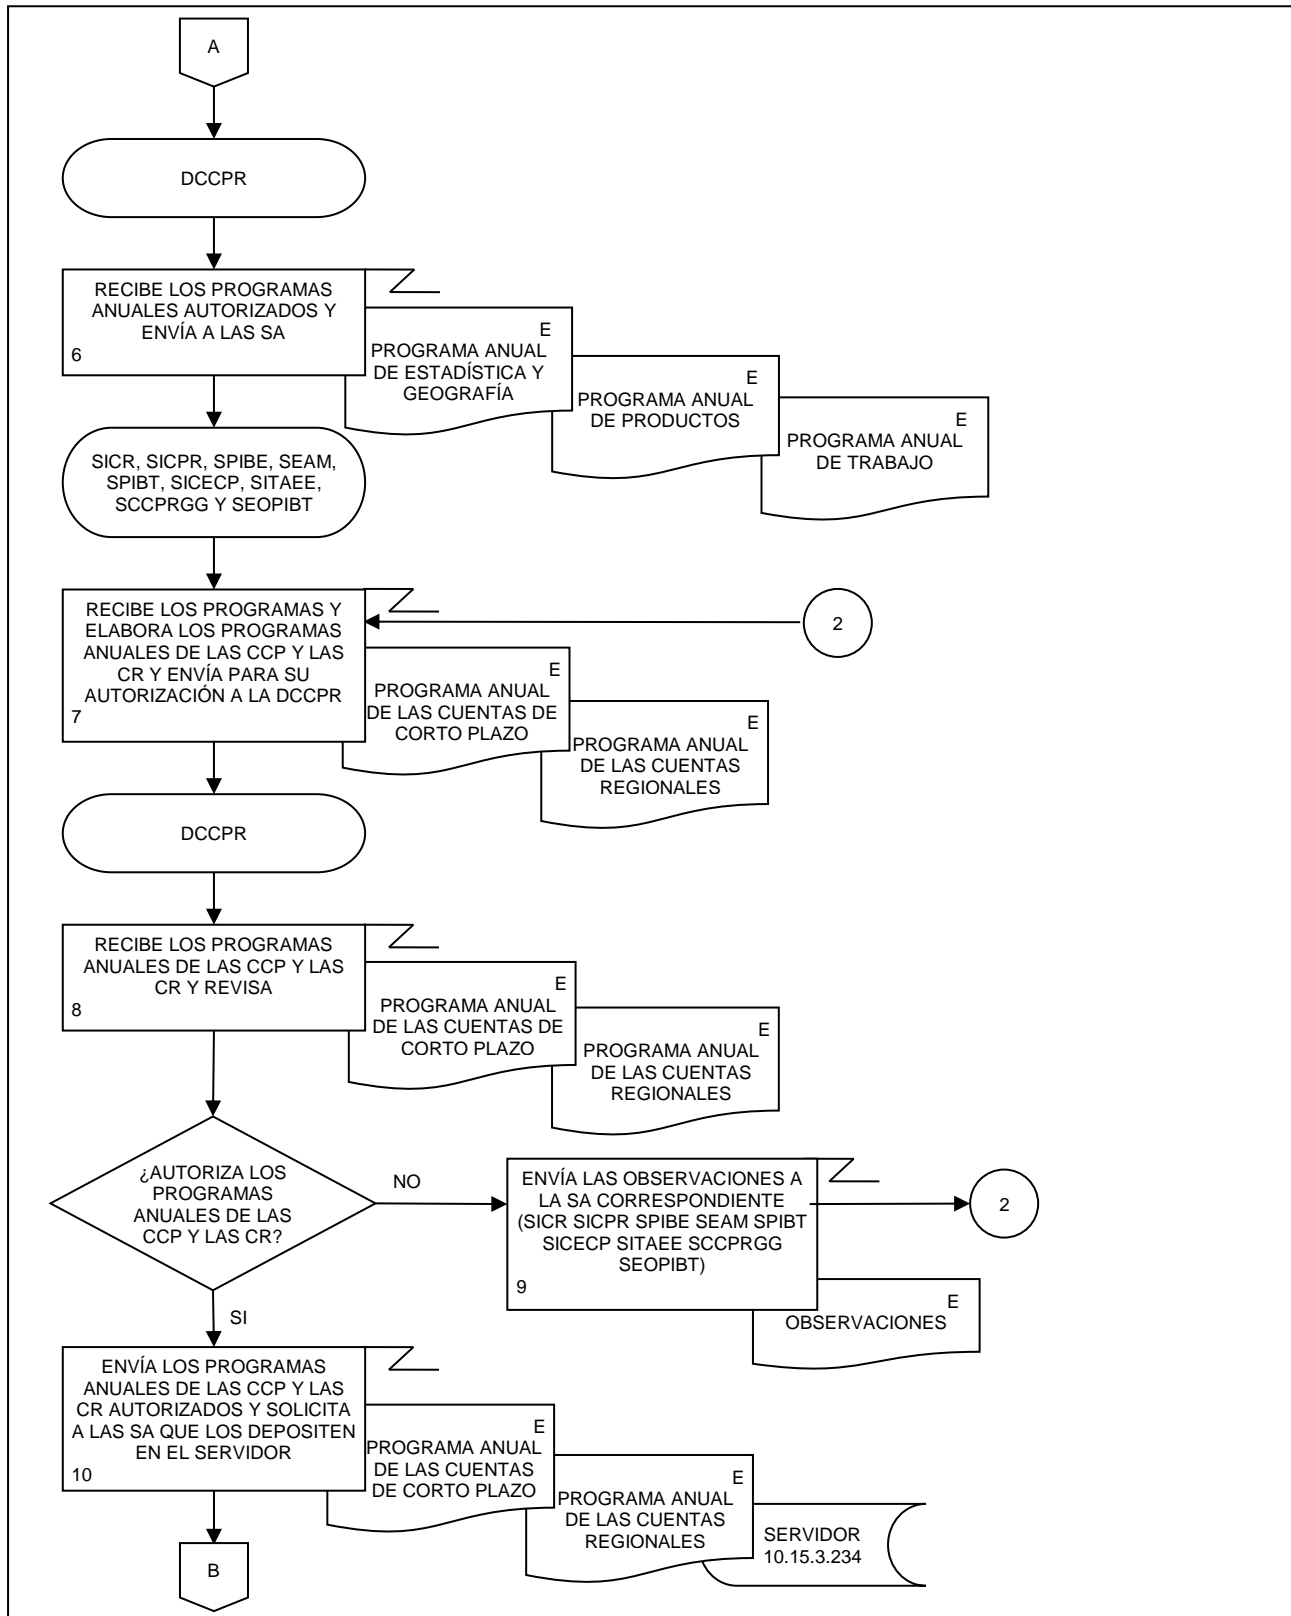 A
DCCPR
RECIBE LOS PROGRAMAS
ANUALES AUTORIZADOS Y
ENVÍA A LAS SA
6
E
PROGRAMA ANUAL
DE ESTADÍSTICA Y
GEOGRAFÍA
E
PROGRAMA ANUAL
DE PRODUCTOS
E
PROGRAMA ANUAL
DE TRABAJO
SICR, SICPR, SPIBE, SEAM,
SPIBT, SICECP, SITAEE,
SCCPRGG Y SEOPIBT
RECIBE LOS PROGRAMAS Y
ELABORA LOS PROGRAMAS
ANUALES DE LAS CCP Y LAS
CR Y ENVÍA PARA SU
AUTORIZACIÓN A LA DCCPR
7
2
E
PROGRAMA ANUAL
DE LAS CUENTAS DE
CORTO PLAZO
E
PROGRAMA ANUAL
DE LAS CUENTAS
REGIONALES
DCCPR
RECIBE LOS PROGRAMAS
ANUALES DE LAS CCP Y LAS
CR Y REVISA
8
E
PROGRAMA ANUAL
DE LAS CUENTAS DE
CORTO PLAZO
E
PROGRAMA ANUAL
DE LAS CUENTAS
REGIONALES
¿AUTORIZA LOS
PROGRAMAS
ANUALES DE LAS
CCP Y LAS CR?
NO
ENVÍA LAS OBSERVACIONES A
LA SA CORRESPONDIENTE
(SICR SICPR SPIBE SEAM SPIBT
SICECP SITAEE SCCPRGG
SEOPIBT)
9
2
E
OBSERVACIONES
SI
ENVÍA LOS PROGRAMAS
ANUALES DE LAS CCP Y LAS
CR AUTORIZADOS Y SOLICITA
A LAS SA QUE LOS DEPOSITEN
EN EL SERVIDOR
10
E
PROGRAMA ANUAL
DE LAS CUENTAS
DE CORTO PLAZO
E
PROGRAMA ANUAL
DE LAS CUENTAS
REGIONALES
SERVIDOR
10.15.3.234
B